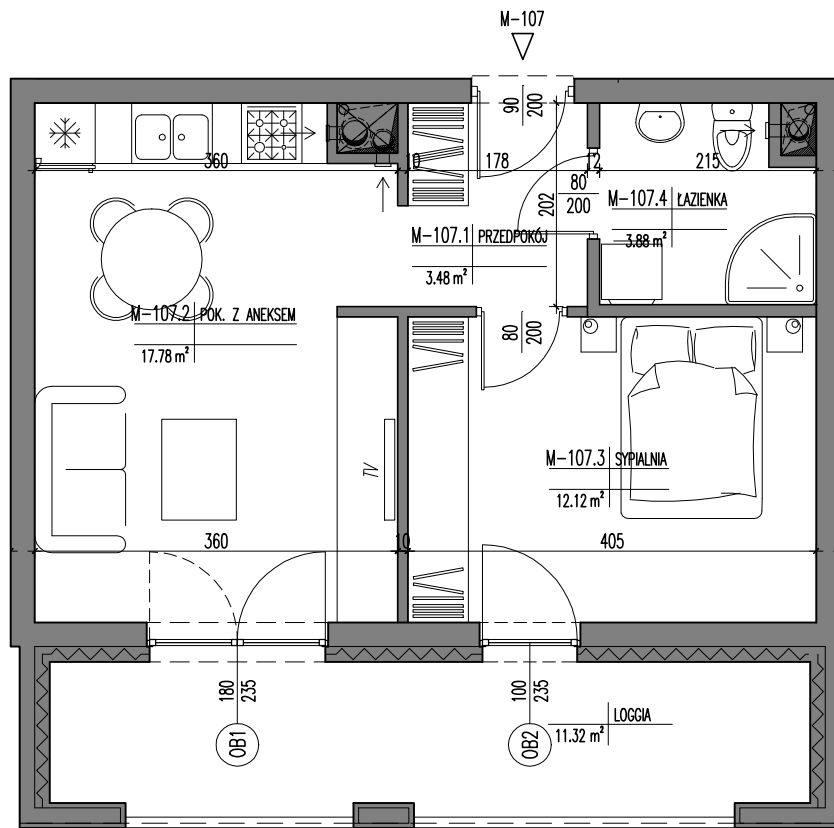 M-107
90
200
360
10
178
14
215
80
200
202
M-107.4 ŁAZIENKA
3.88 m²
M-107.1 PRZEDPOKÓJ
3.48 m²
M-107.2 POK. Z ANEKSEM
17.78 m²
80
200
TV
M-107.3 SYPIALNIA
12.12 m²
360
10
405
180
235
100
235
LOGGIA
11.32 m²
OB1
OB2